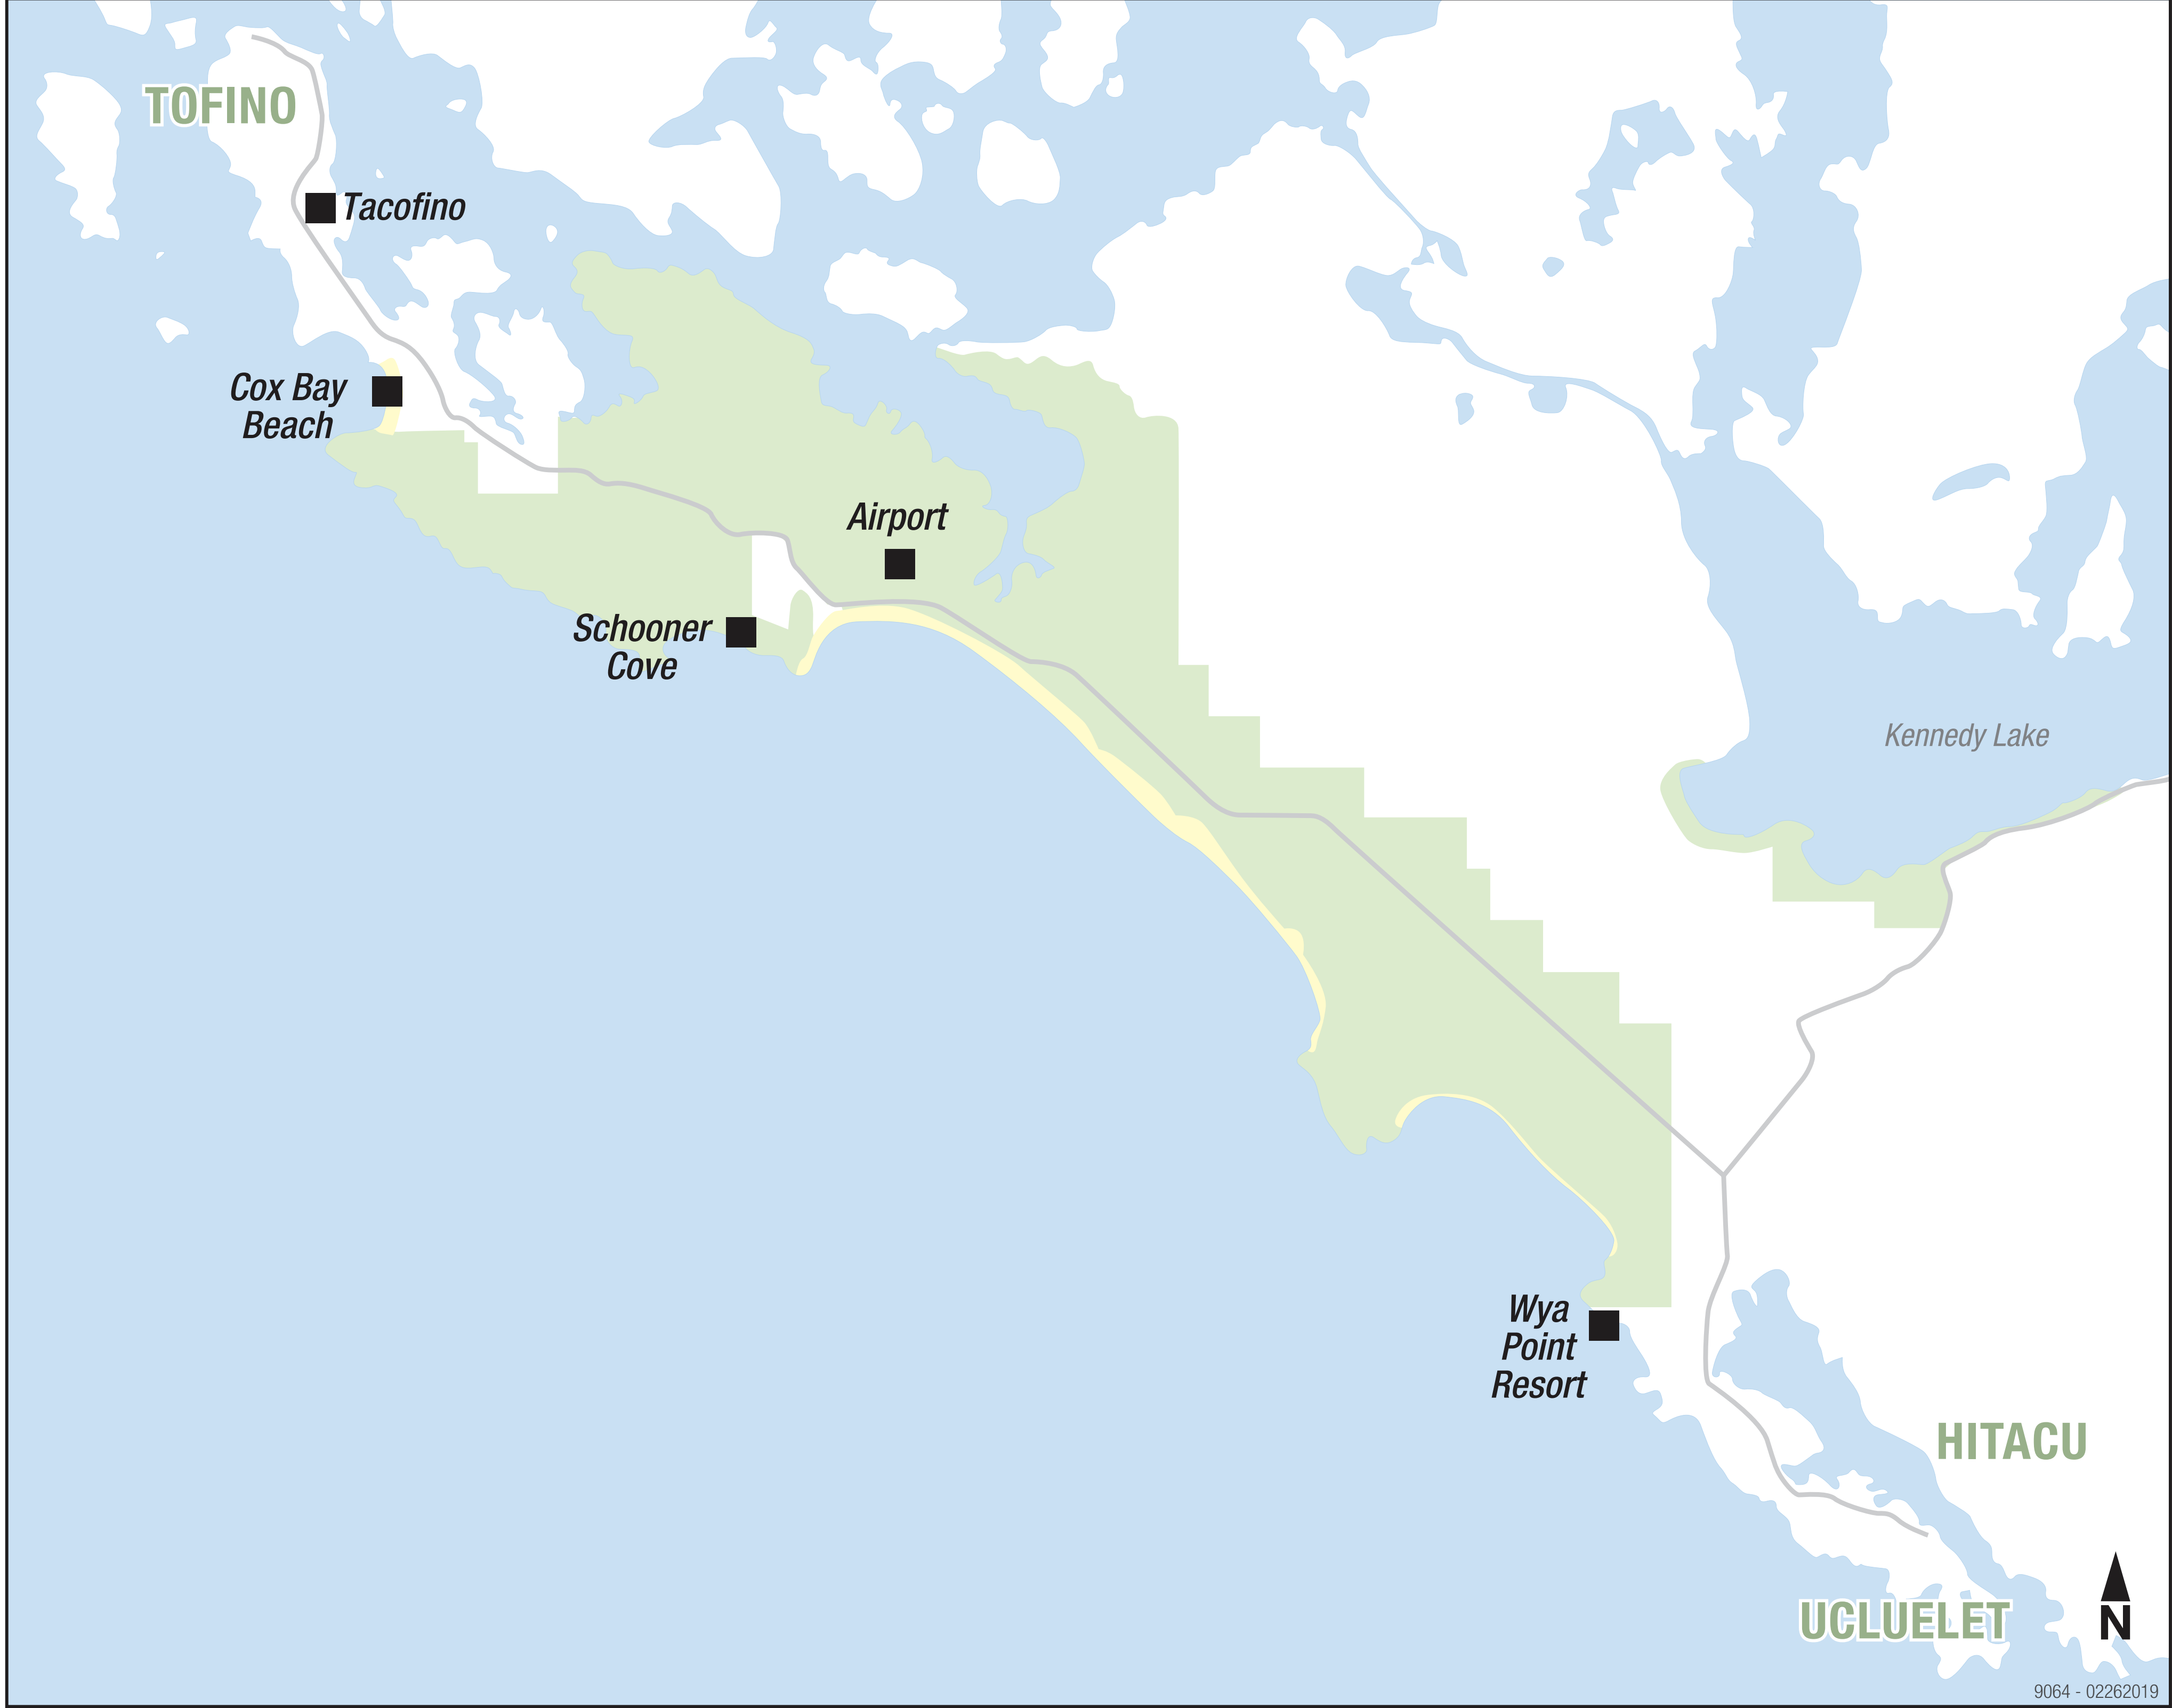 TOFINO
Tacofino
Cox Bay
Beach
Airport
Schooner
Cove
Kennedy Lake
Wya
Point
Resort
HITACU
UCLUELET
N
9064 - 02262019